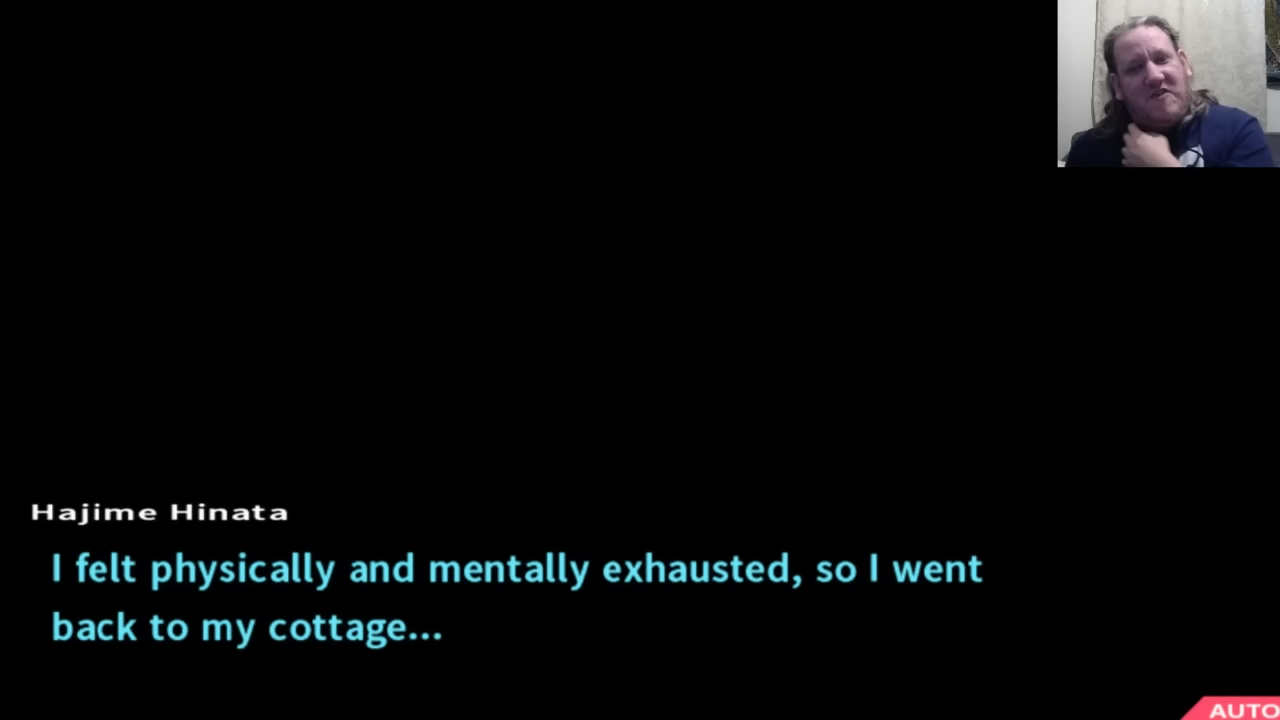 Hajime Hinata
I felt physically and mentally exhausted, so I went
back to my cottage...
AUTO